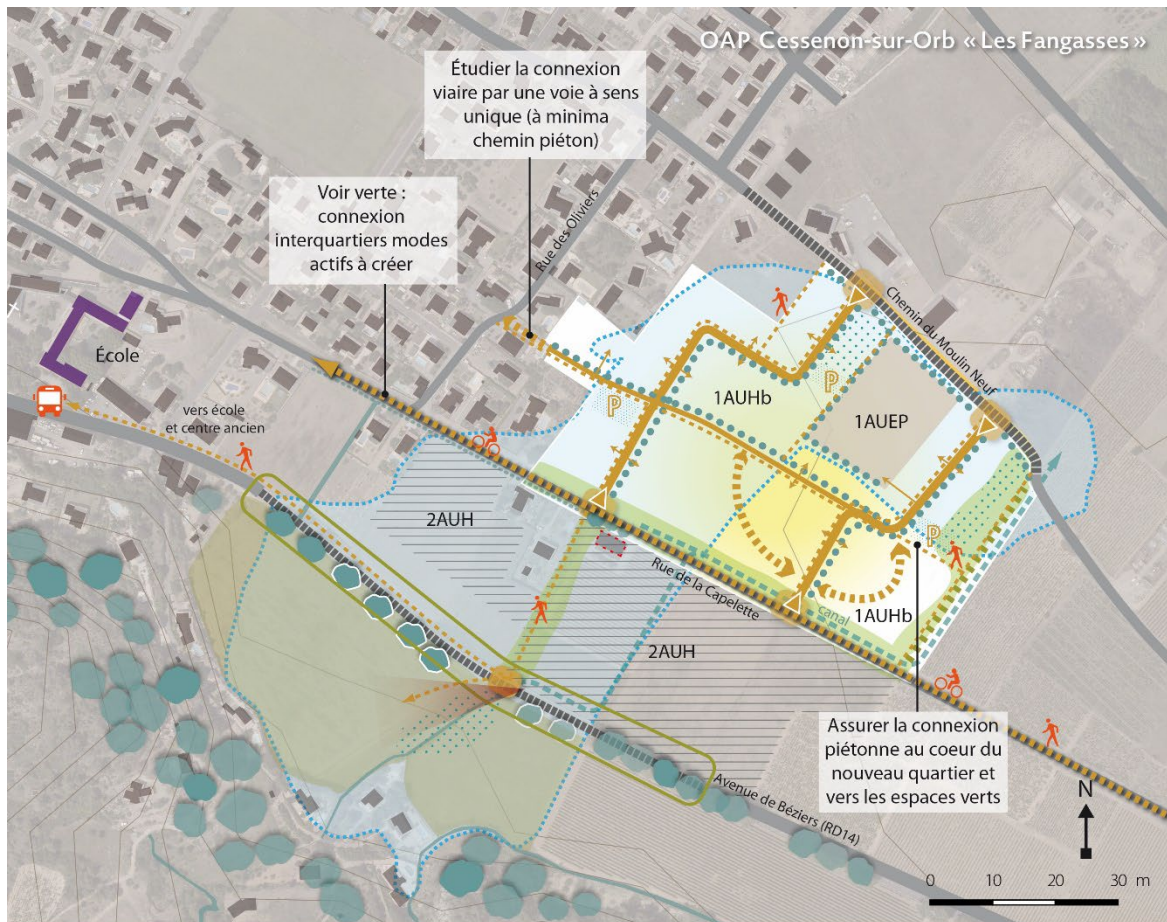 OAP Cessenon-sur-Orb « Les Fangasses »
Étudier la connexion
viaire par une voie à sens
unique (à minima
chemin piéton)
Voir verte :
connexion
interquartiers modes
actifs à créer
Rue des Oliviers
Chemin du Moulin Neuf
École
vers école
et centre ancien
1AUHb
P
1AUEP
P
2AUH
P
Rue de la Capelette
canal
1AUHb
2AUH
Assurer la connexion
piétonne au coeur du
nouveau quartier et
vers les espaces verts
Avenue de Béziers (RD14)
N
0 10 20 30 m